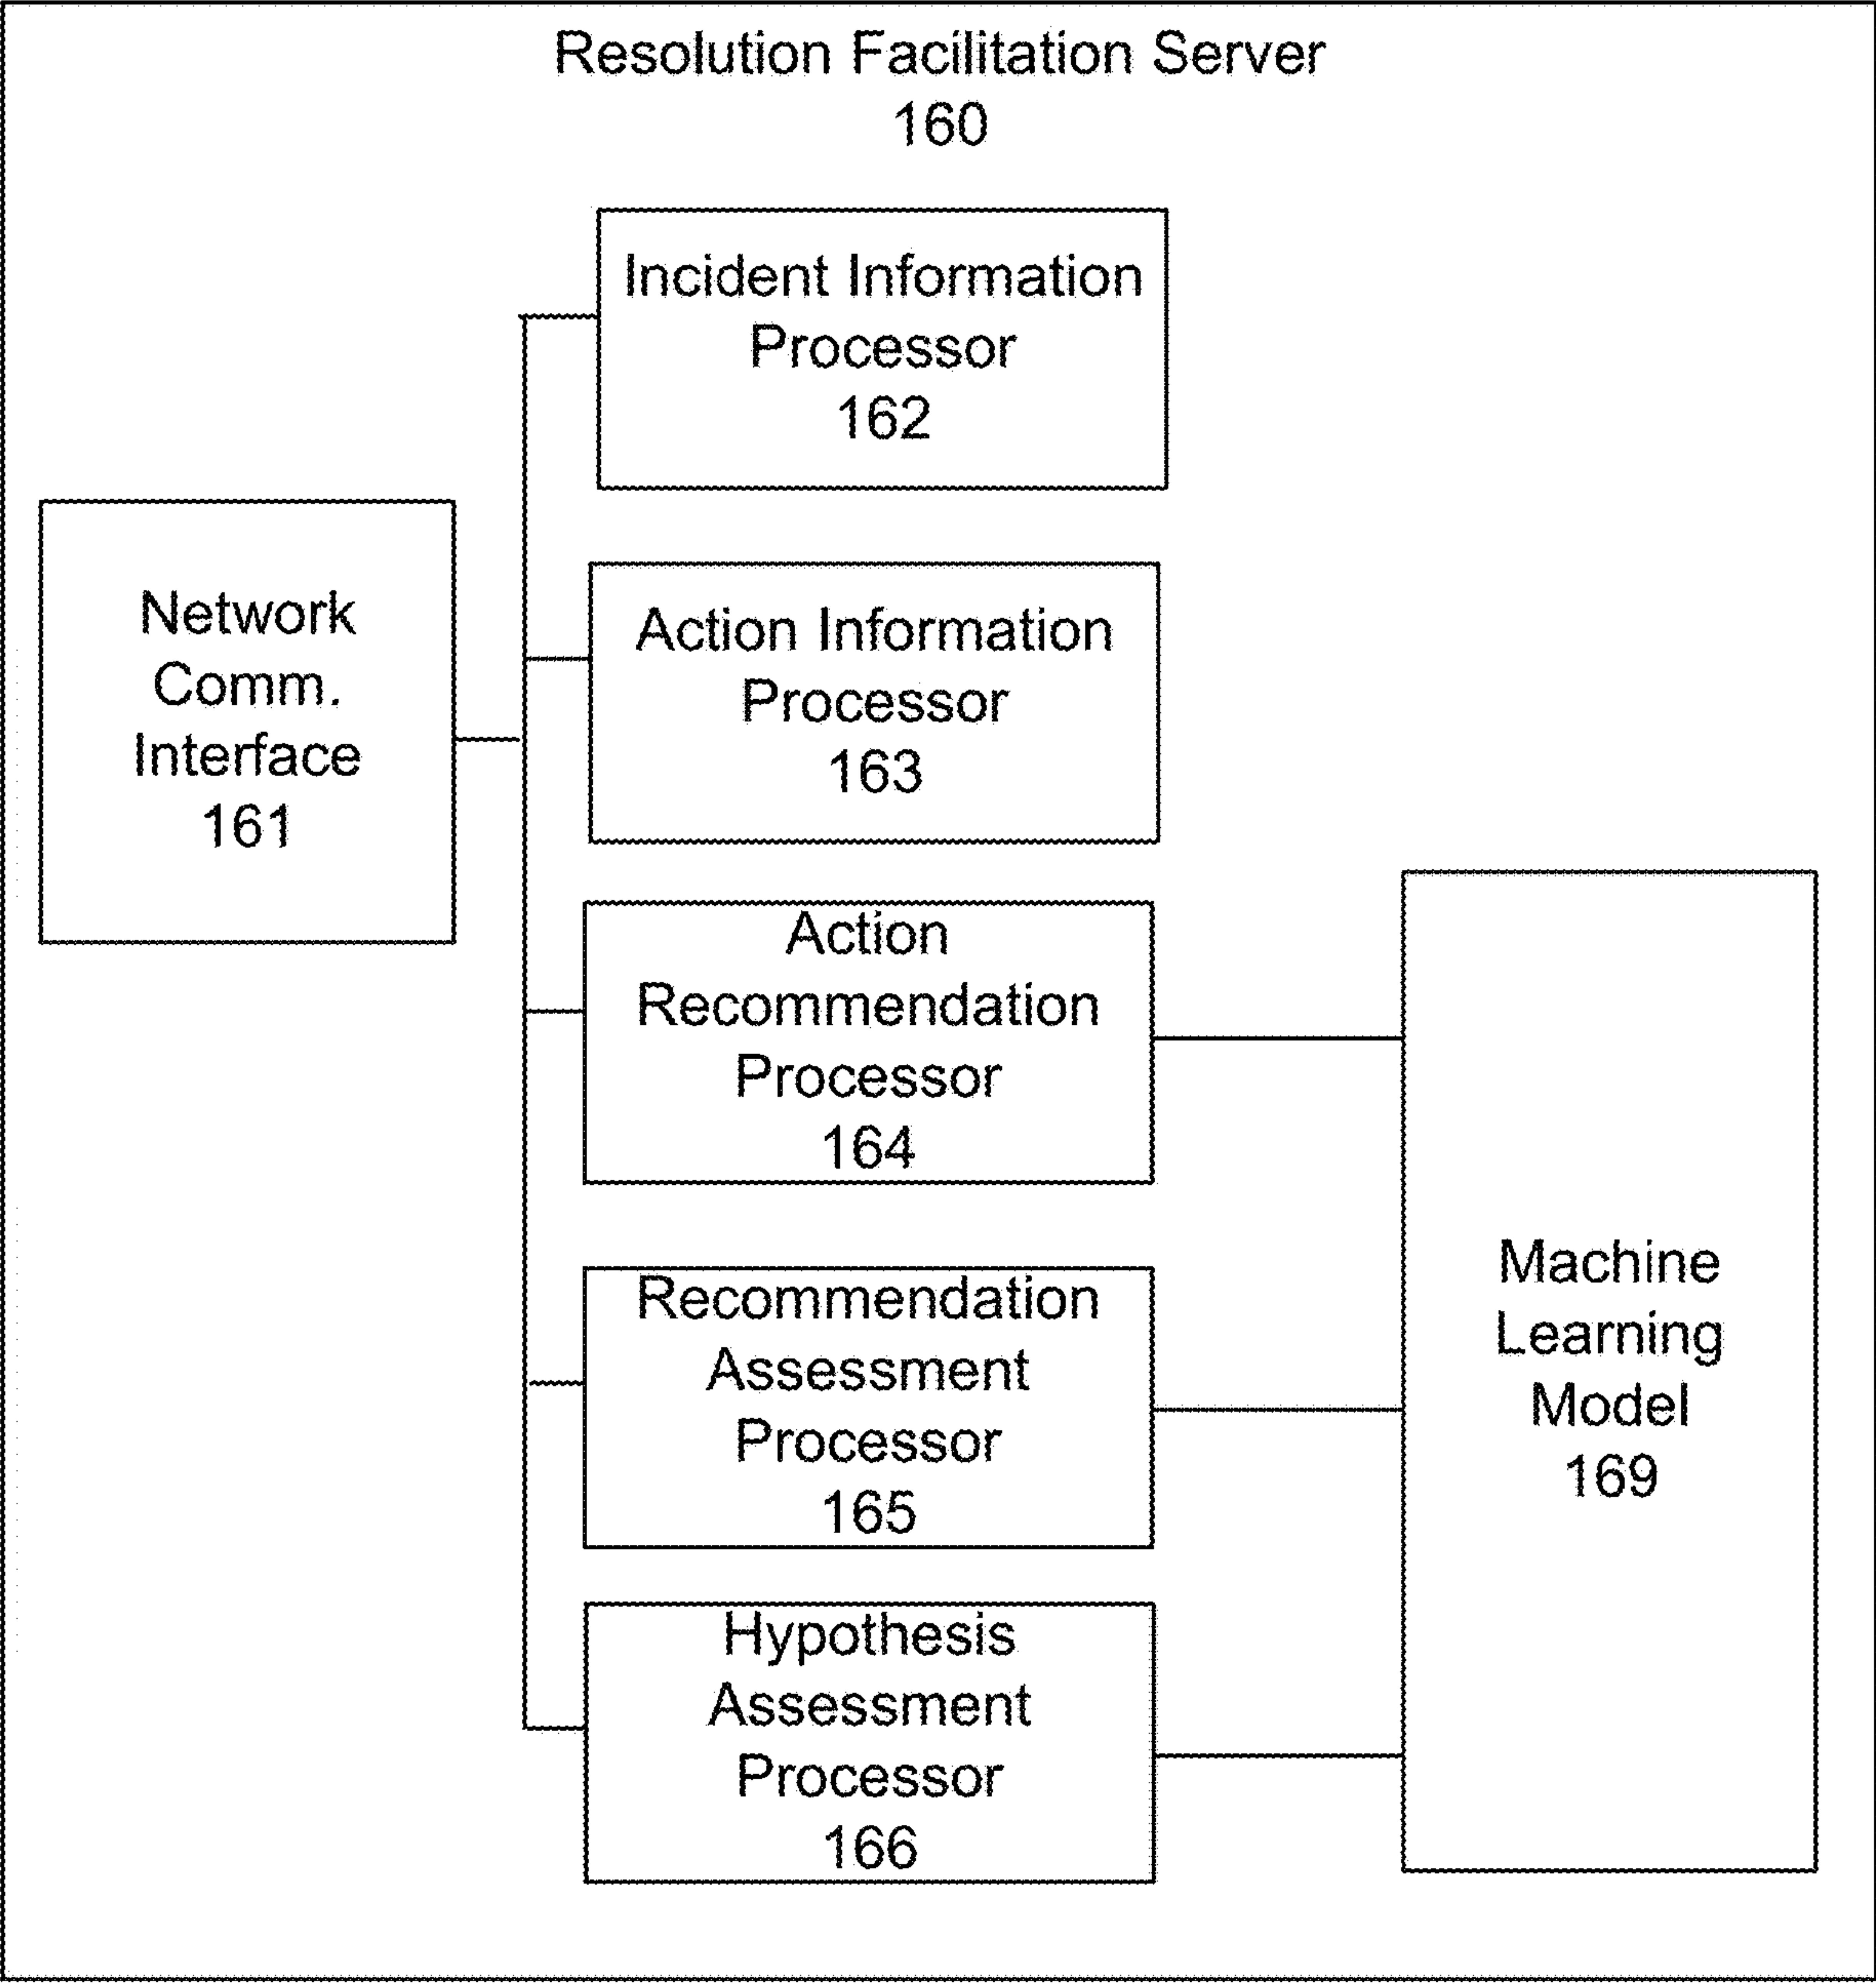 Resolution Facilitation Server
160
Incident Information
Processor
162
Network
Comm.
Interface
161
Action Information
Processor
163
Action
Recommendation
Processor
164
Recommendation
Assessment
Processor
165
Hypothesis
Assessment
Processor
166
Machine
Learning
Model
169